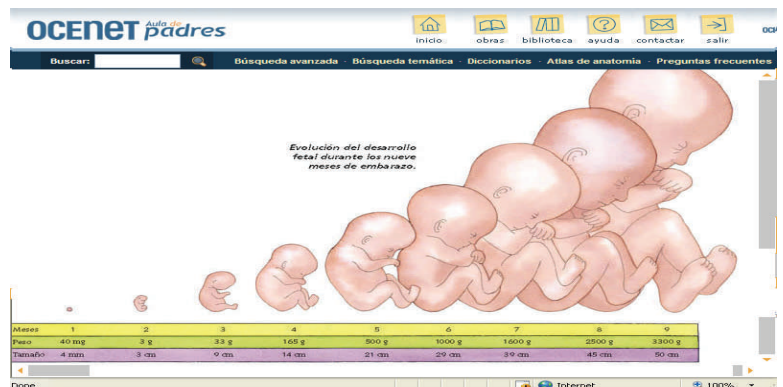 OCENET Aula de padres
inicio obras biblioteca ayuda contactar salir
Buscar: Búsqueda avanzada - Búsqueda temática - Diccionarios - Atlas de anatomia - Preguntas frecuentes
Evolución del desarrollo
fetal durante los nueve
meses de embarazo.
Meses 1 2 3 4 5 6 7 8 9
Peso 40 mg 3 g 33 g 165 g 500 g 1000 g 1600 g 2500 g 3300 g
Tamaño 4 mm 3 cm 9 cm 14 cm 21 cm 29 cm 39 cm 45 cm 50 cm
Done Internet 100%